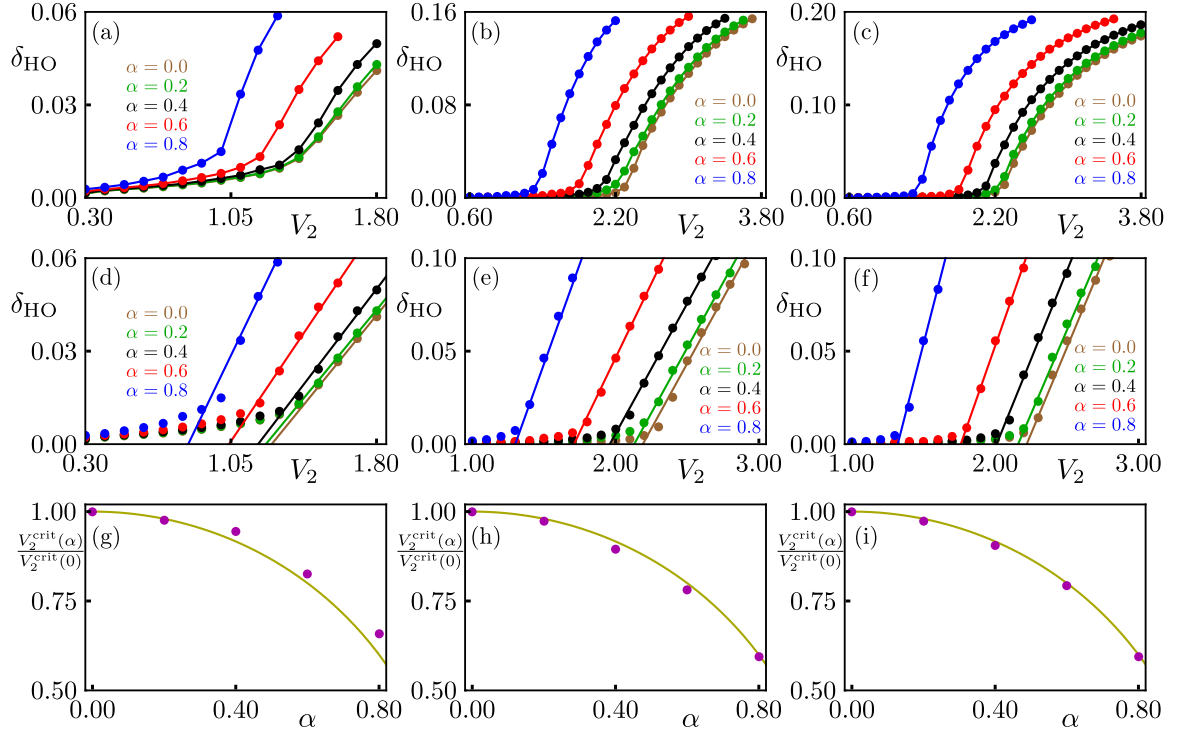 (a)
δ_HO
0.06
0.03
0.00
α = 0.0
α = 0.2
α = 0.4
α = 0.6
α = 0.8
0.30 1.05 V_2 1.80
(b)
δ_HO
0.16
0.08
0.00
α = 0.0
α = 0.2
α = 0.4
α = 0.6
α = 0.8
0.60 2.20 V_2 3.80
(c)
δ_HO
0.20
0.10
0.00
α = 0.0
α = 0.2
α = 0.4
α = 0.6
α = 0.8
0.60 2.20 V_2 3.80
(d)
δ_HO
0.06
0.03
0.00
α = 0.0
α = 0.2
α = 0.4
α = 0.6
α = 0.8
0.30 1.05 V_2 1.80
(e)
δ_HO
0.10
0.05
0.00
α = 0.0
α = 0.2
α = 0.4
α = 0.6
α = 0.8
1.00 2.00 V_2 3.00
(f)
δ_HO
0.10
0.05
0.00
α = 0.0
α = 0.2
α = 0.4
α = 0.6
α = 0.8
1.00 2.00 V_2 3.00
(g)
1.00
V_2^crit(α)
V_2^crit(0)
0.75
0.50
0.00 0.40 α 0.80
(h)
1.00
V_2^crit(α)
V_2^crit(0)
0.75
0.50
0.00 0.40 α 0.80
(i)
1.00
V_2^crit(α)
V_2^crit(0)
0.75
0.50
0.00 0.40 α 0.80